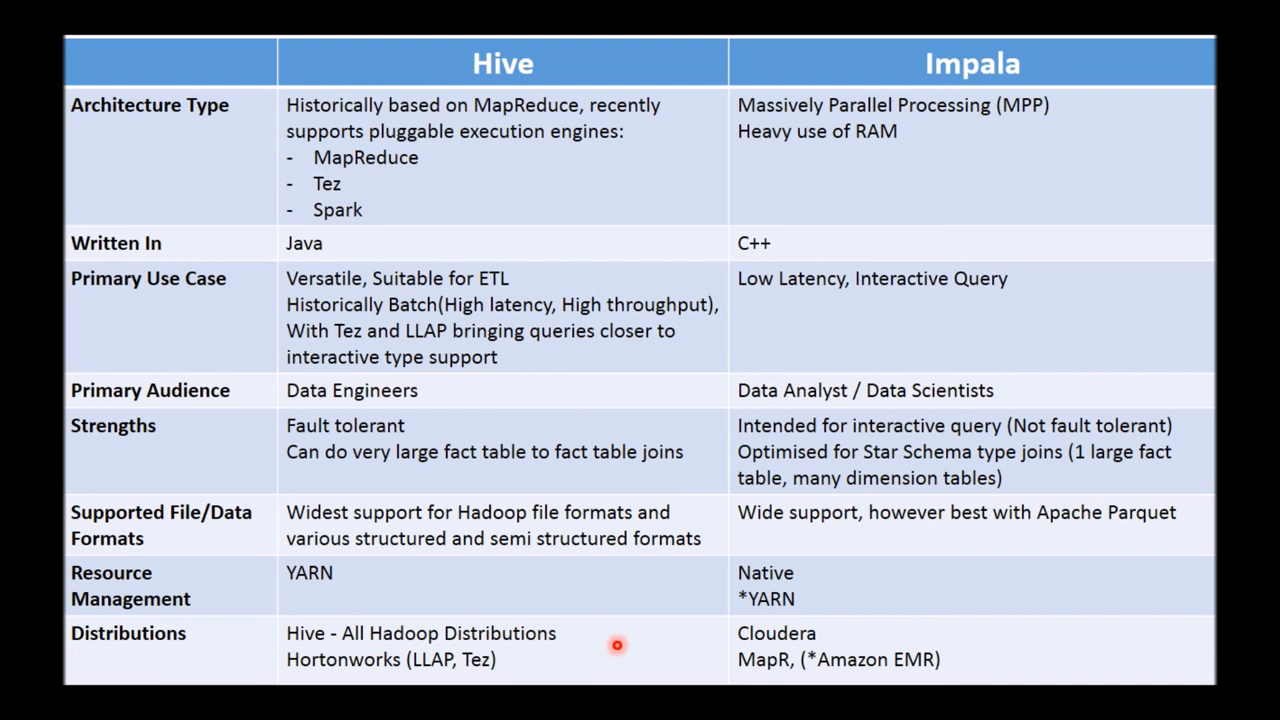 Hive
Impala
Architecture Type
Historically based on MapReduce, recently
supports pluggable execution engines:
- MapReduce
- Tez
- Spark
Massively Parallel Processing (MPP)
Heavy use of RAM
Written In
Java
C++
Primary Use Case
Versatile, Suitable for ETL
Historically Batch(High latency, High throughput),
With Tez and LLAP bringing queries closer to
interactive type support
Low Latency, Interactive Query
Primary Audience
Data Engineers
Data Analyst / Data Scientists
Strengths
Fault tolerant
Can do very large fact table to fact table joins
Intended for interactive query (Not fault tolerant)
Optimised for Star Schema type joins (1 large fact
table, many dimension tables)
Supported File/Data
Formats
Widest support for Hadoop file formats and
various structured and semi structured formats
Wide support, however best with Apache Parquet
Resource
Management
YARN
Native
*YARN
Distributions
Hive - All Hadoop Distributions
Hortonworks (LLAP, Tez)
Cloudera
MapR, (*Amazon EMR)